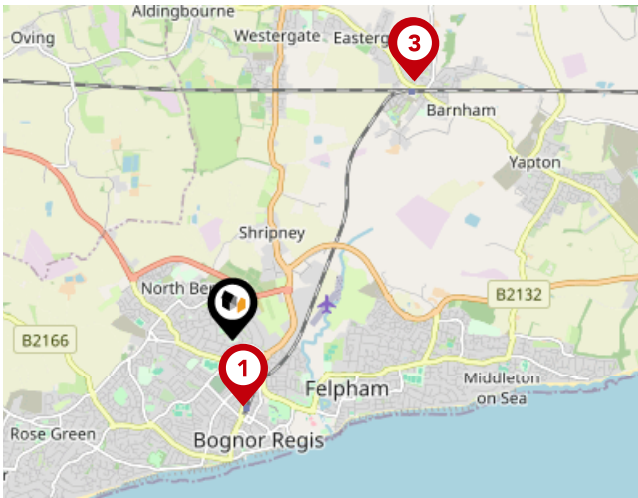 Aldingbourne
Oving
Westergate
Easterg
3
Barnham
Yapton
Shripney
North Be
B2132
B2166
1
Felpham
Middleton
on Sea
Rose Green
Bognor Regis
r